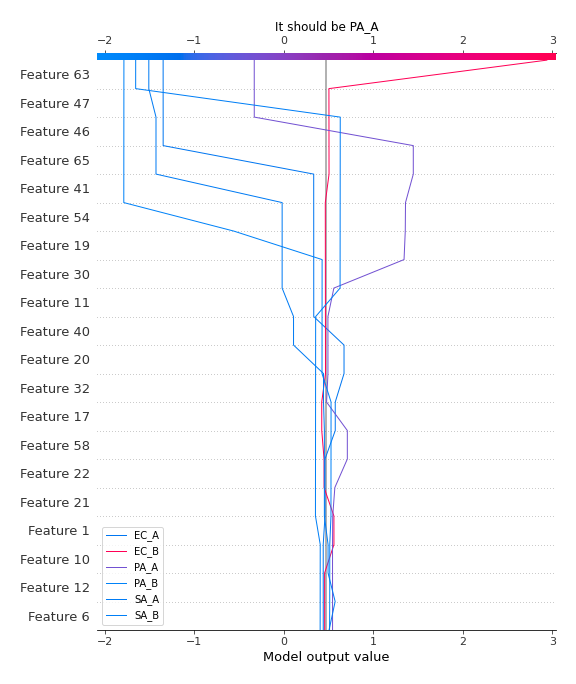 It should be PA_A
−2 −1 0 1 2 3
Feature 63
Feature 47
Feature 46
Feature 65
Feature 41
Feature 54
Feature 19
Feature 30
Feature 11
Feature 40
Feature 20
Feature 32
Feature 17
Feature 58
Feature 22
Feature 21
Feature 1
Feature 10
Feature 12
Feature 6
EC_A
EC_B
PA_A
PA_B
SA_A
SA_B
−2 −1 0 1 2 3
Model output value